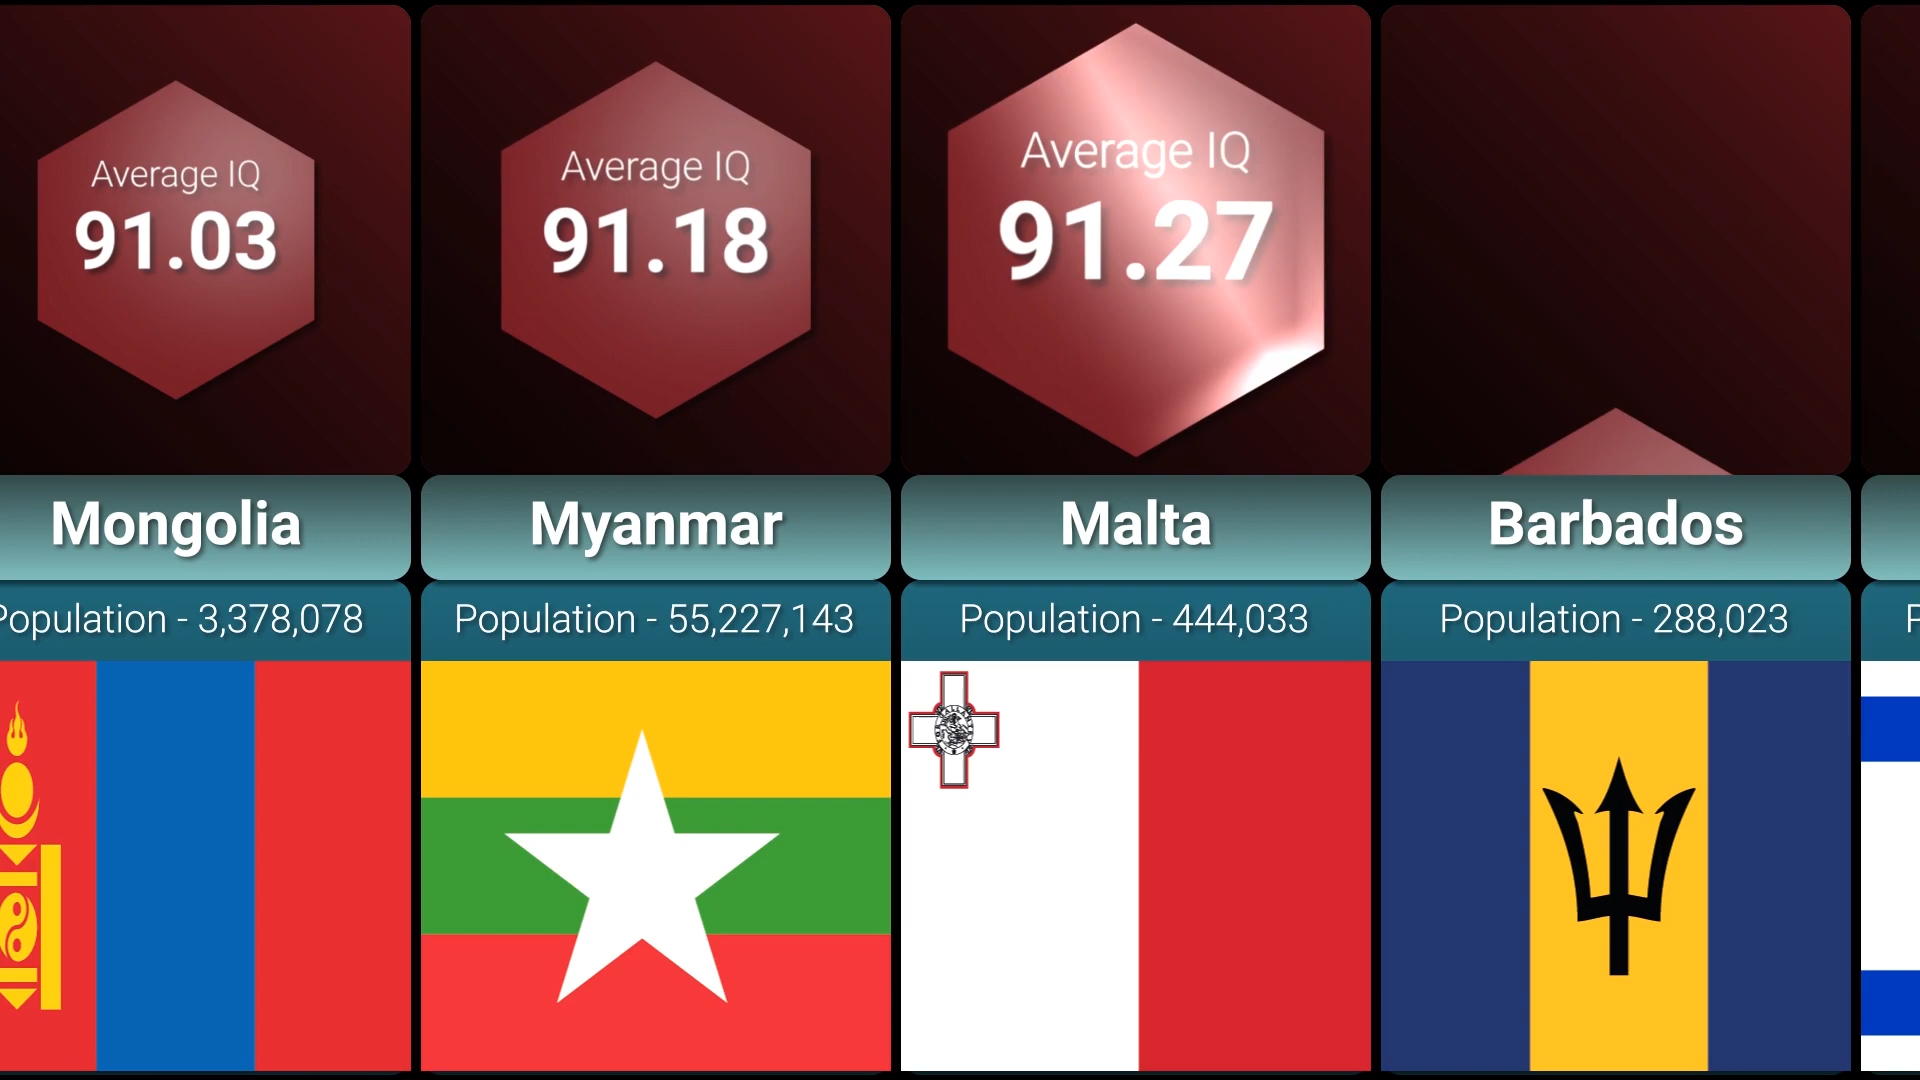 Average IQ
91.03
Average IQ
91.18
Average IQ
91.27
Mongolia
Myanmar
Malta
Barbados
Population - 3,378,078
Population - 55,227,143
Population - 444,033
Population - 288,023